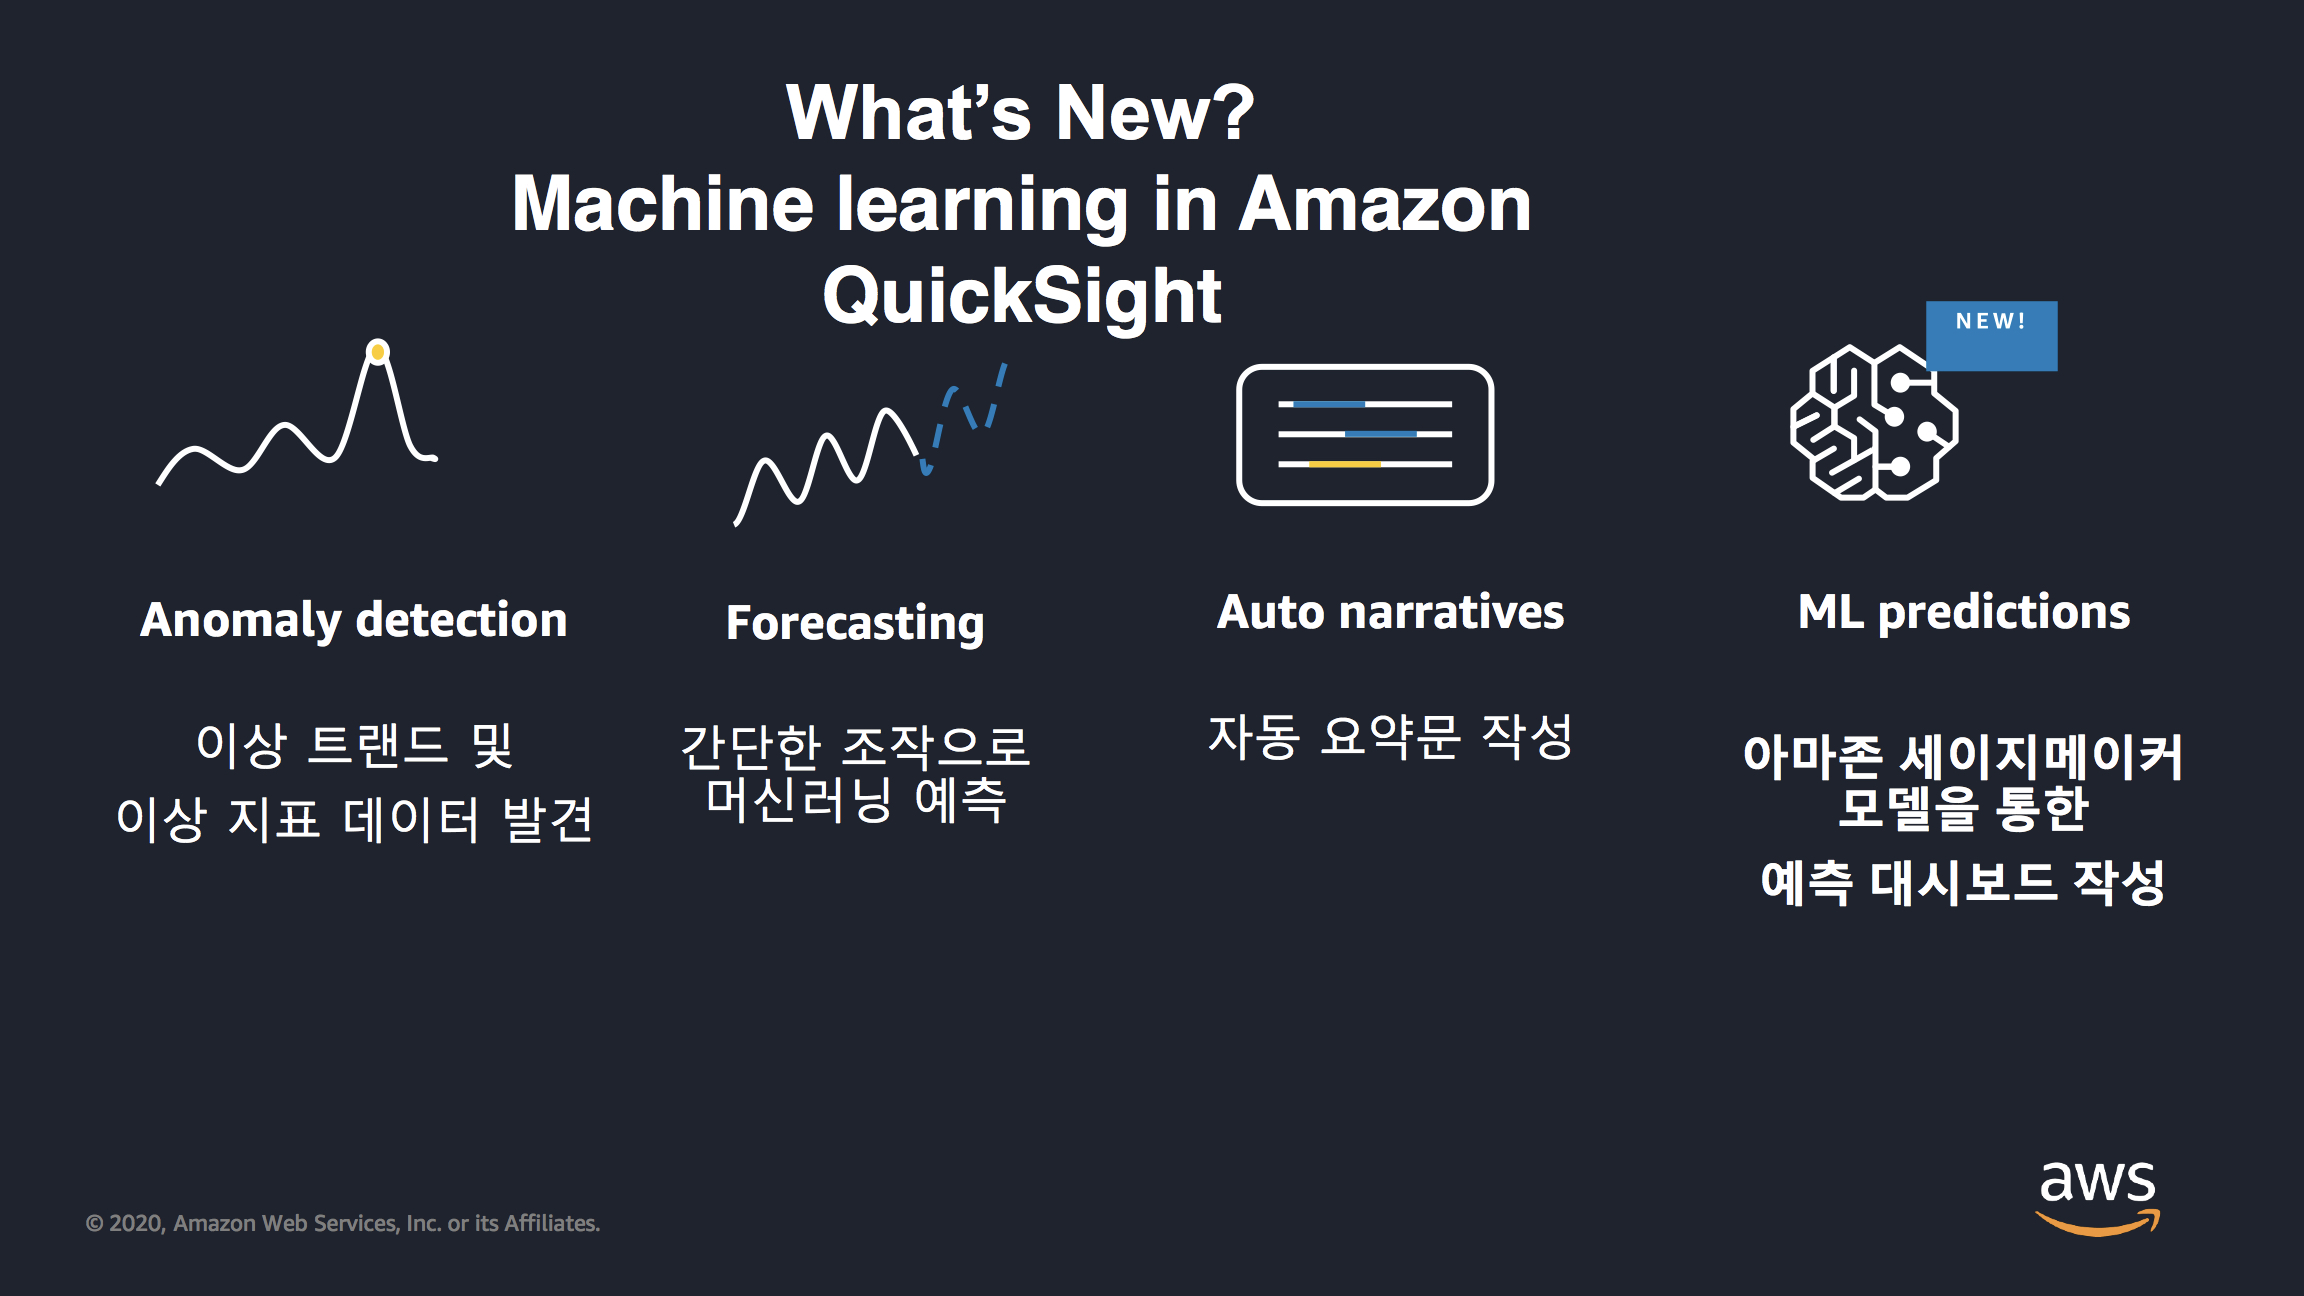 What’s New?
Machine learning in Amazon
QuickSight
NEW!
Anomaly detection
이상 트랜드 및
이상 지표 데이터 발견
Forecasting
간단한 조작으로
머신러닝 예측
Auto narratives
자동 요약문 작성
ML predictions
아마존 세이지메이커
모델을 통한
예측 대시보드 작성
© 2020, Amazon Web Services, Inc. or its Affiliates.
aws